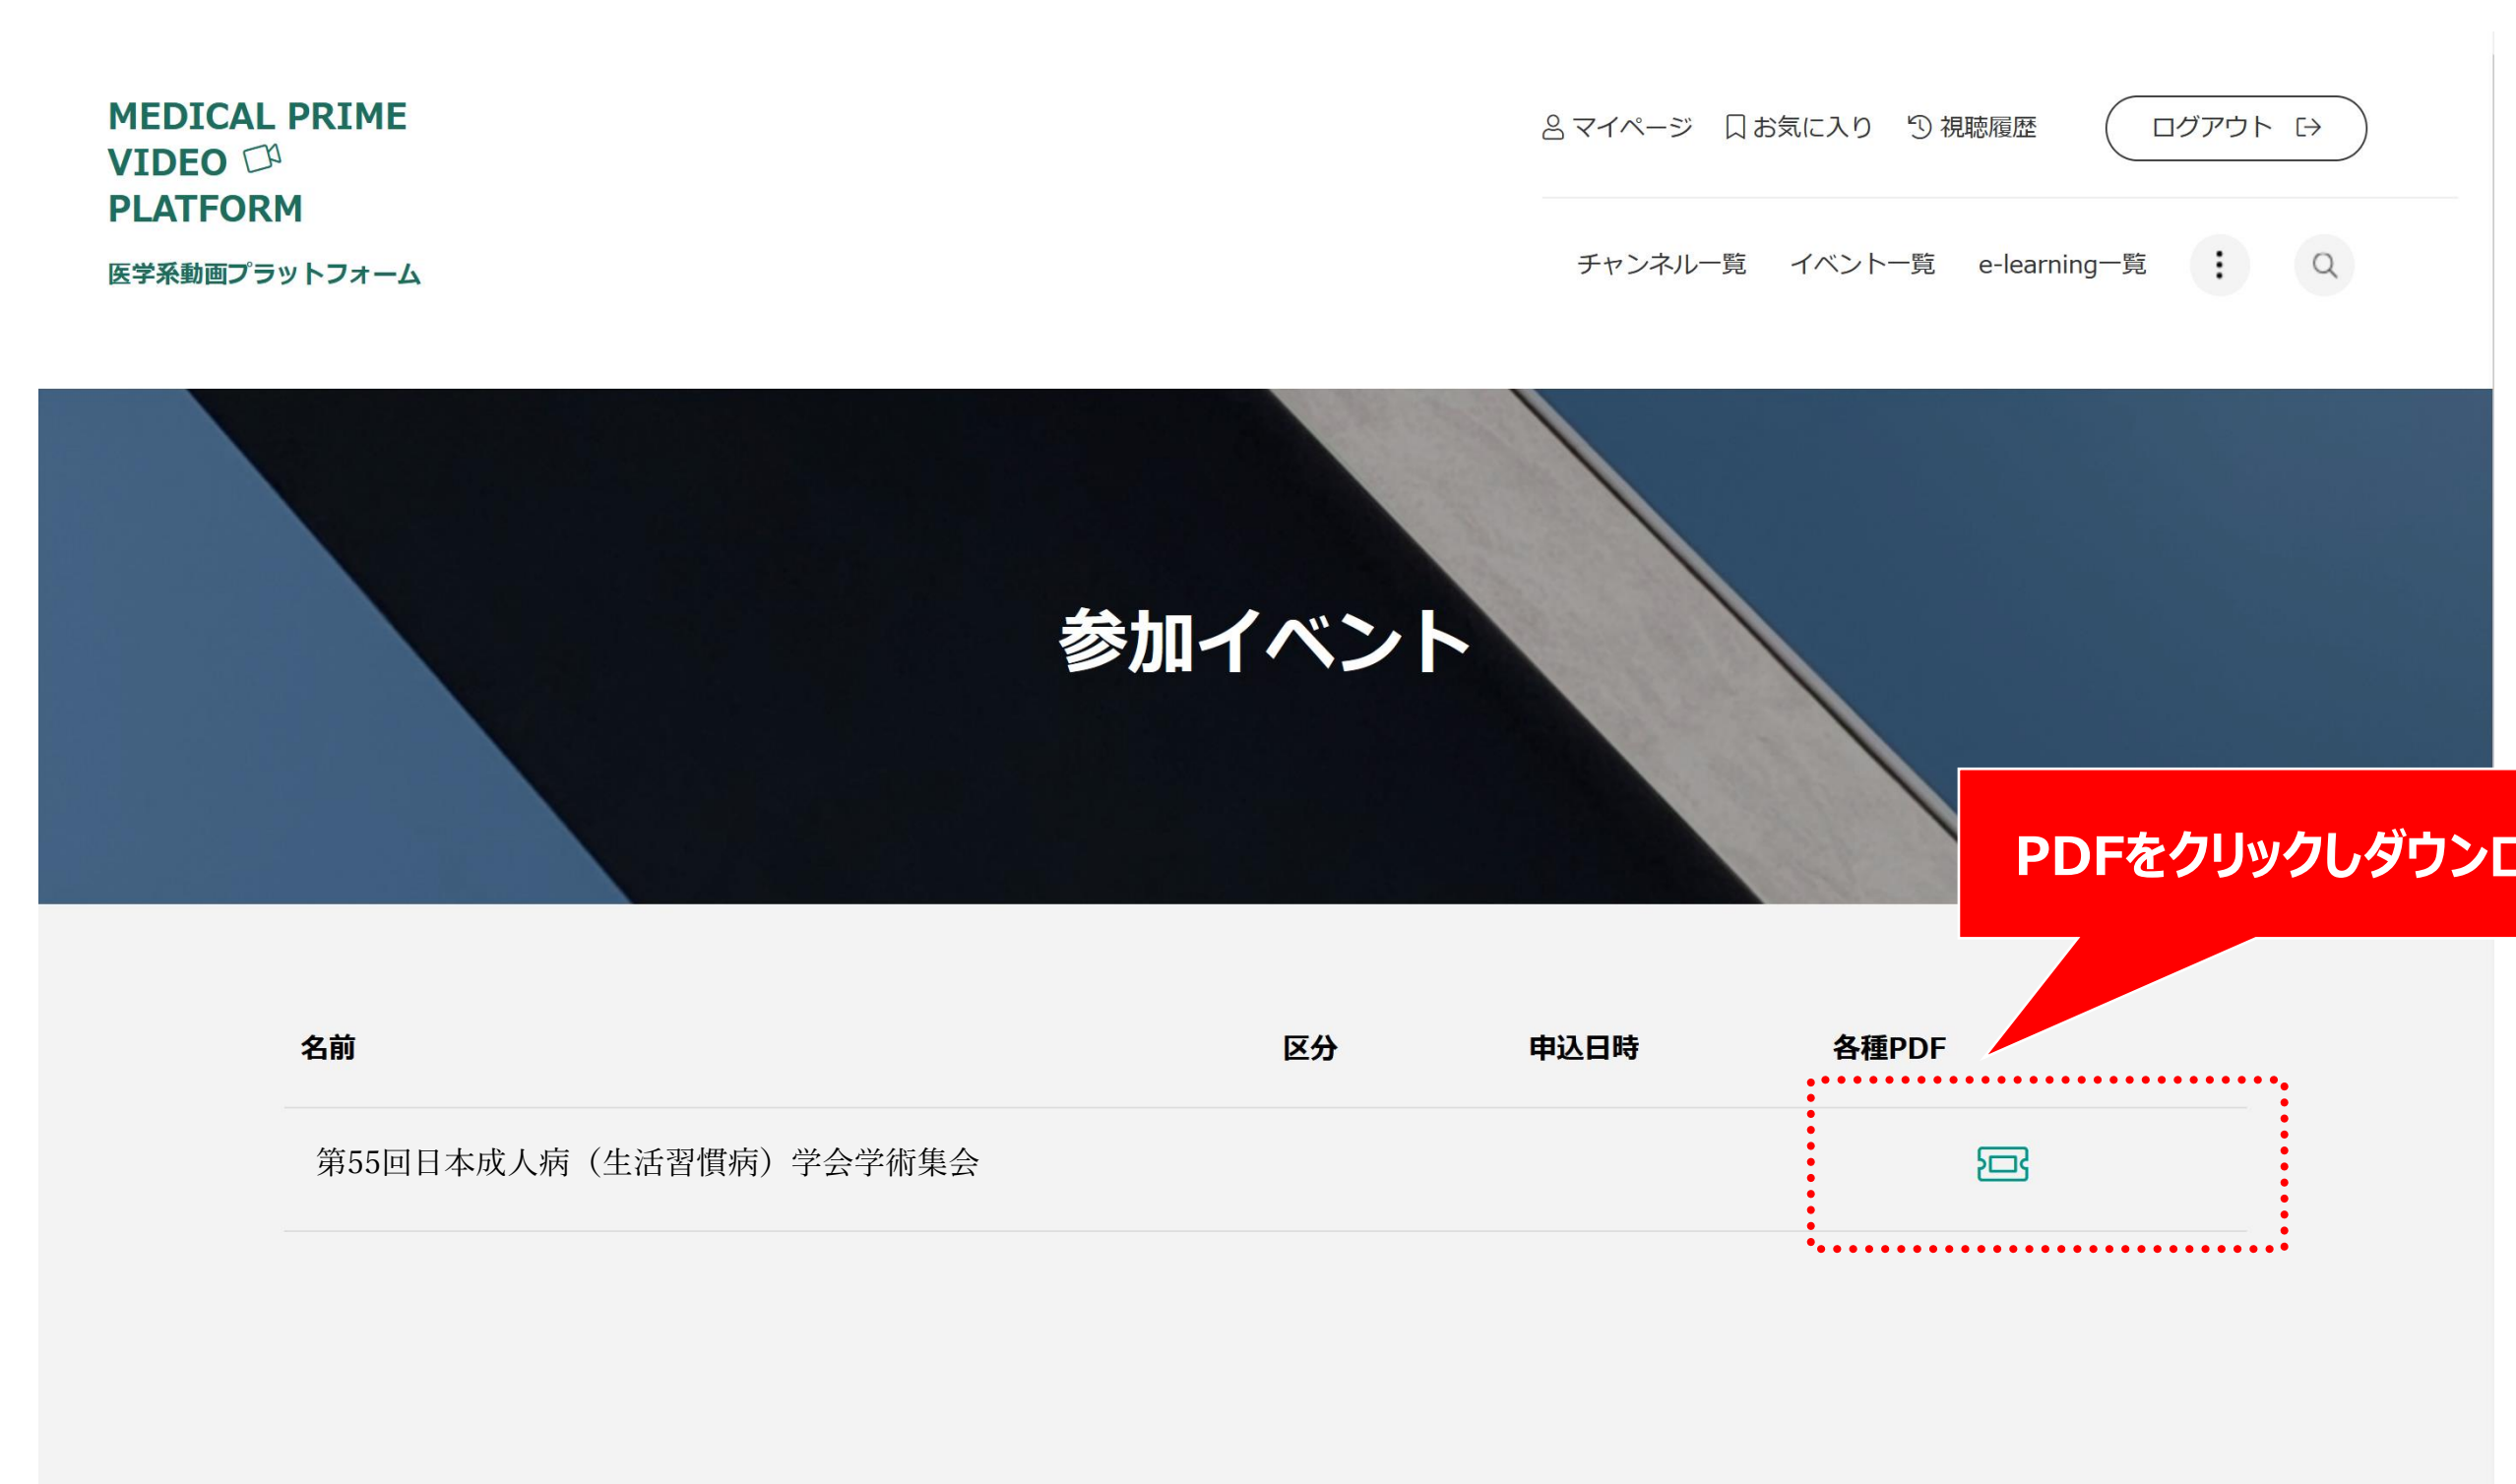 MEDICAL PRIME
VIDEO
PLATFORM
医学系動画プラットフォーム
マイページ お気に入り 視聴履歴 ログアウト
チャンネル一覧 イベント一覧 e-learning一覧
参加イベント
PDFをクリックしダウンロ
名前 区分 申込日時 各種PDF
第55回日本成人病（生活習慣病）学会学術集会